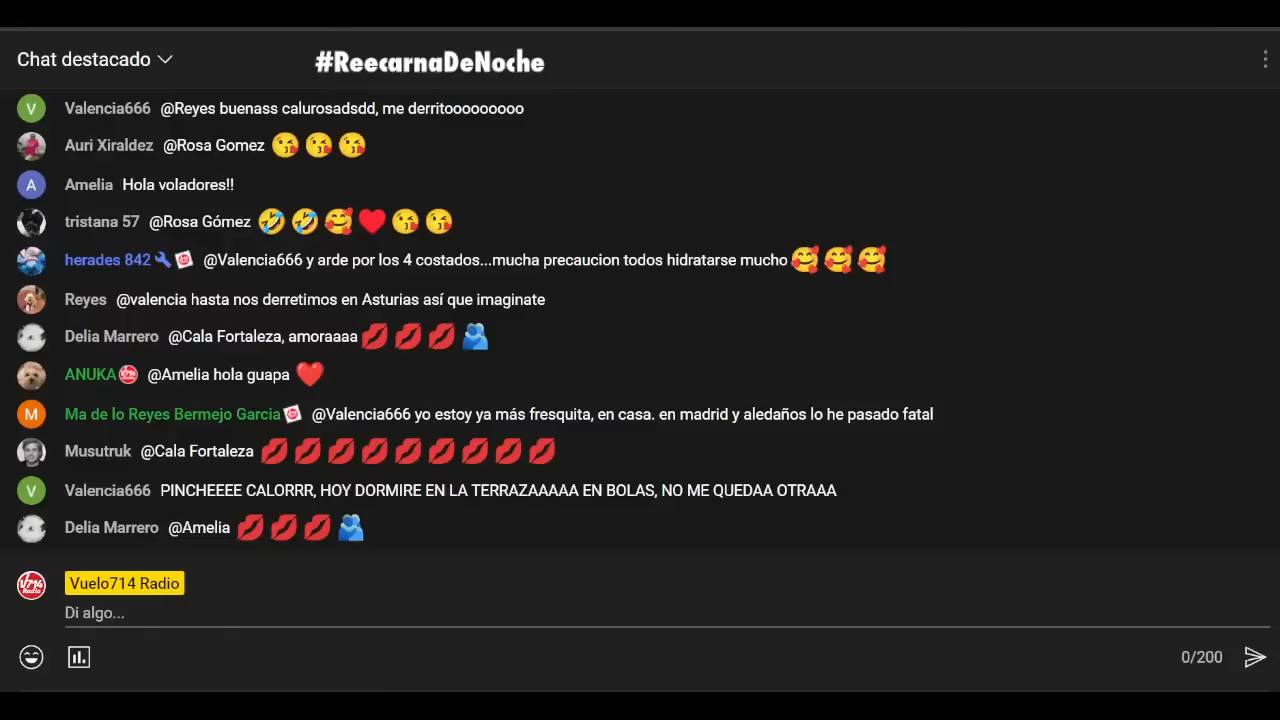 Chat destacado
#ReecarnaDeNoche
V Valencia666 @Reyes buenass calurosadsdd, me derritooooooooo
Auri Xiraldez @Rosa Gomez 😘 😘 😘
A Amelia Hola voladores!!
tristana 57 @Rosa Gómez 🤣 🤣 🥰 ♥️ 😘 😘
herades 842 @Valencia666 y arde por los 4 costados...mucha precaucion todos hidratarse mucho 🥰 🥰 🥰
Reyes @valencia hasta nos derretimos en Asturias así que imaginate
Delia Marrero @Cala Fortaleza, amoraaaa 💋 💋 💋 🫂
ANUKA @Amelia hola guapa ❤️
M Ma de lo Reyes Bermejo Garcia @Valencia666 yo estoy ya más fresquita, en casa. en madrid y aledaños lo he pasado fatal
Musutruk @Cala Fortaleza 💋 💋 💋 💋 💋 💋 💋 💋 💋
V Valencia666 PINCHEEEE CALORRR, HOY DORMIRE EN LA TERRAZAAAAA EN BOLAS, NO ME QUEDAA OTRAAA
Delia Marrero @Amelia 💋 💋 💋 🫂
V714 Radio Vuelo714 Radio
Di algo...
0/200